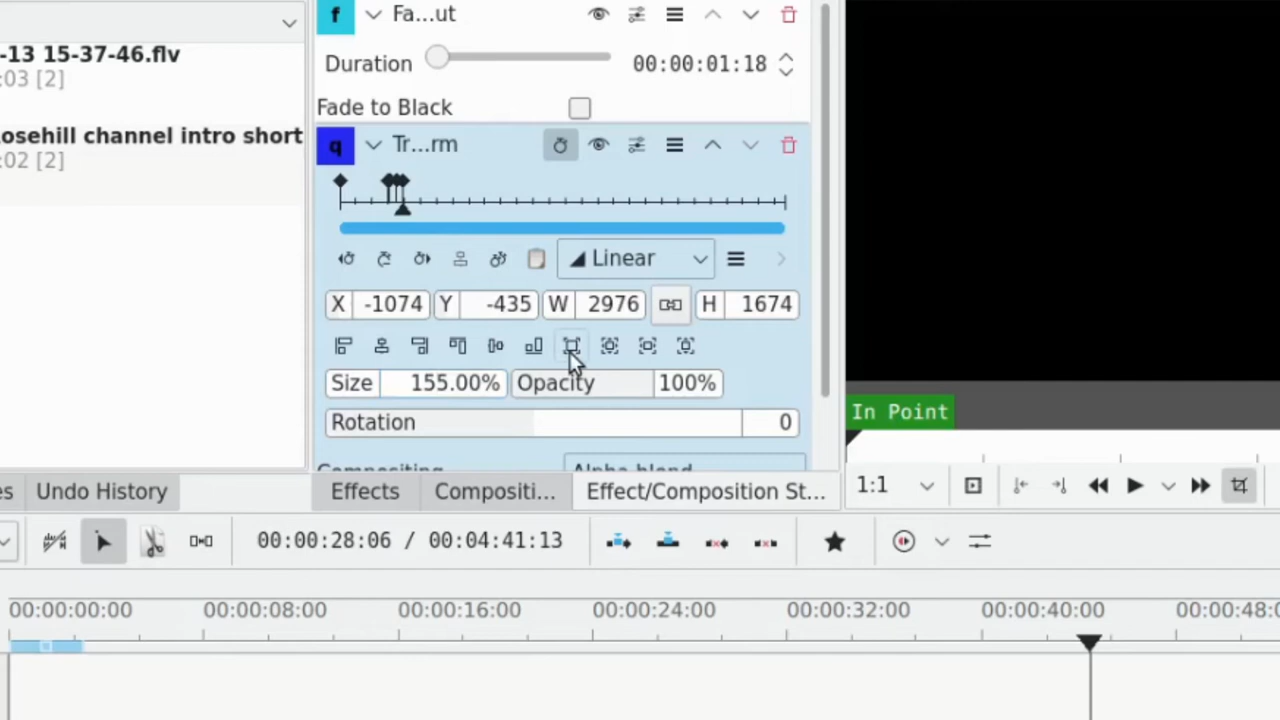 f Fa...ut
-13 15-37-46.flv
:03 [2]
Duration 00:00:01:18
Fade to Black
osehill channel intro short
:02 [2]
q Tr...rm
Linear
X -1074 Y -435 W 2976 H 1674
Size 155.00% Opacity 100%
Rotation 0
Compositing Alpha blend
In Point
1:1
es Undo History Effects Compositi... Effect/Composition St...
00:00:28:06 / 00:04:41:13
00:00:00:00 00:00:08:00 00:00:16:00 00:00:24:00 00:00:32:00 00:00:40:00 00:00:48:0